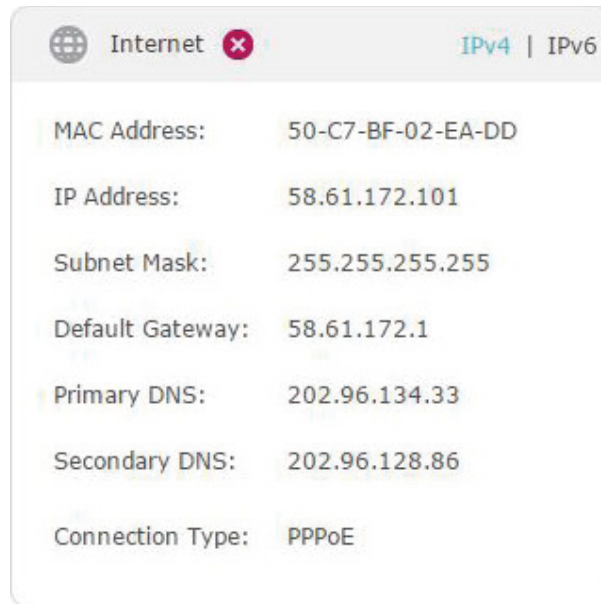 Internet IPv4 | IPv6
MAC Address: 50-C7-BF-02-EA-DD
IP Address: 58.61.172.101
Subnet Mask: 255.255.255.255
Default Gateway: 58.61.172.1
Primary DNS: 202.96.134.33
Secondary DNS: 202.96.128.86
Connection Type: PPPoE